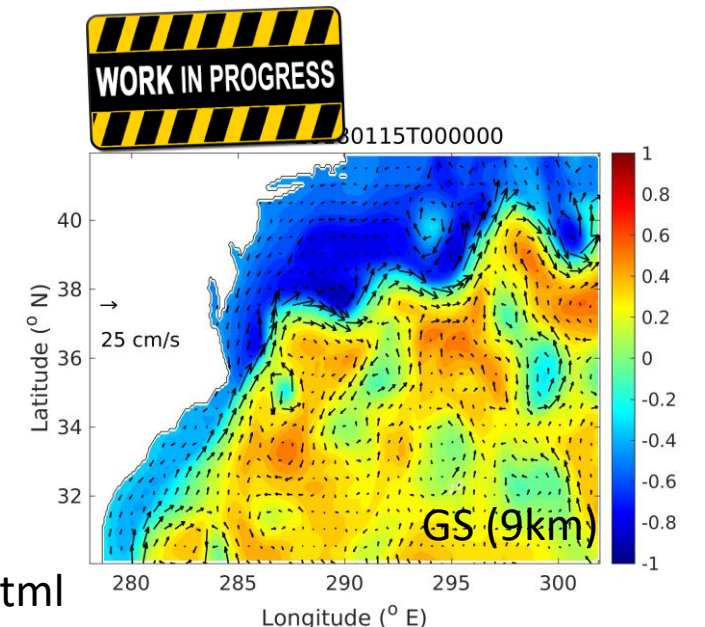 WORK IN PROGRESS
80115T000000
1
0.8
0.6
0.4
0.2
0
-0.2
-0.4
-0.6
-0.8
-1
40
38
36
34
32
Latitude (° N)
→
25 cm/s
GS (9km)
280 285 290 295 300
Longitude (° E)
tml